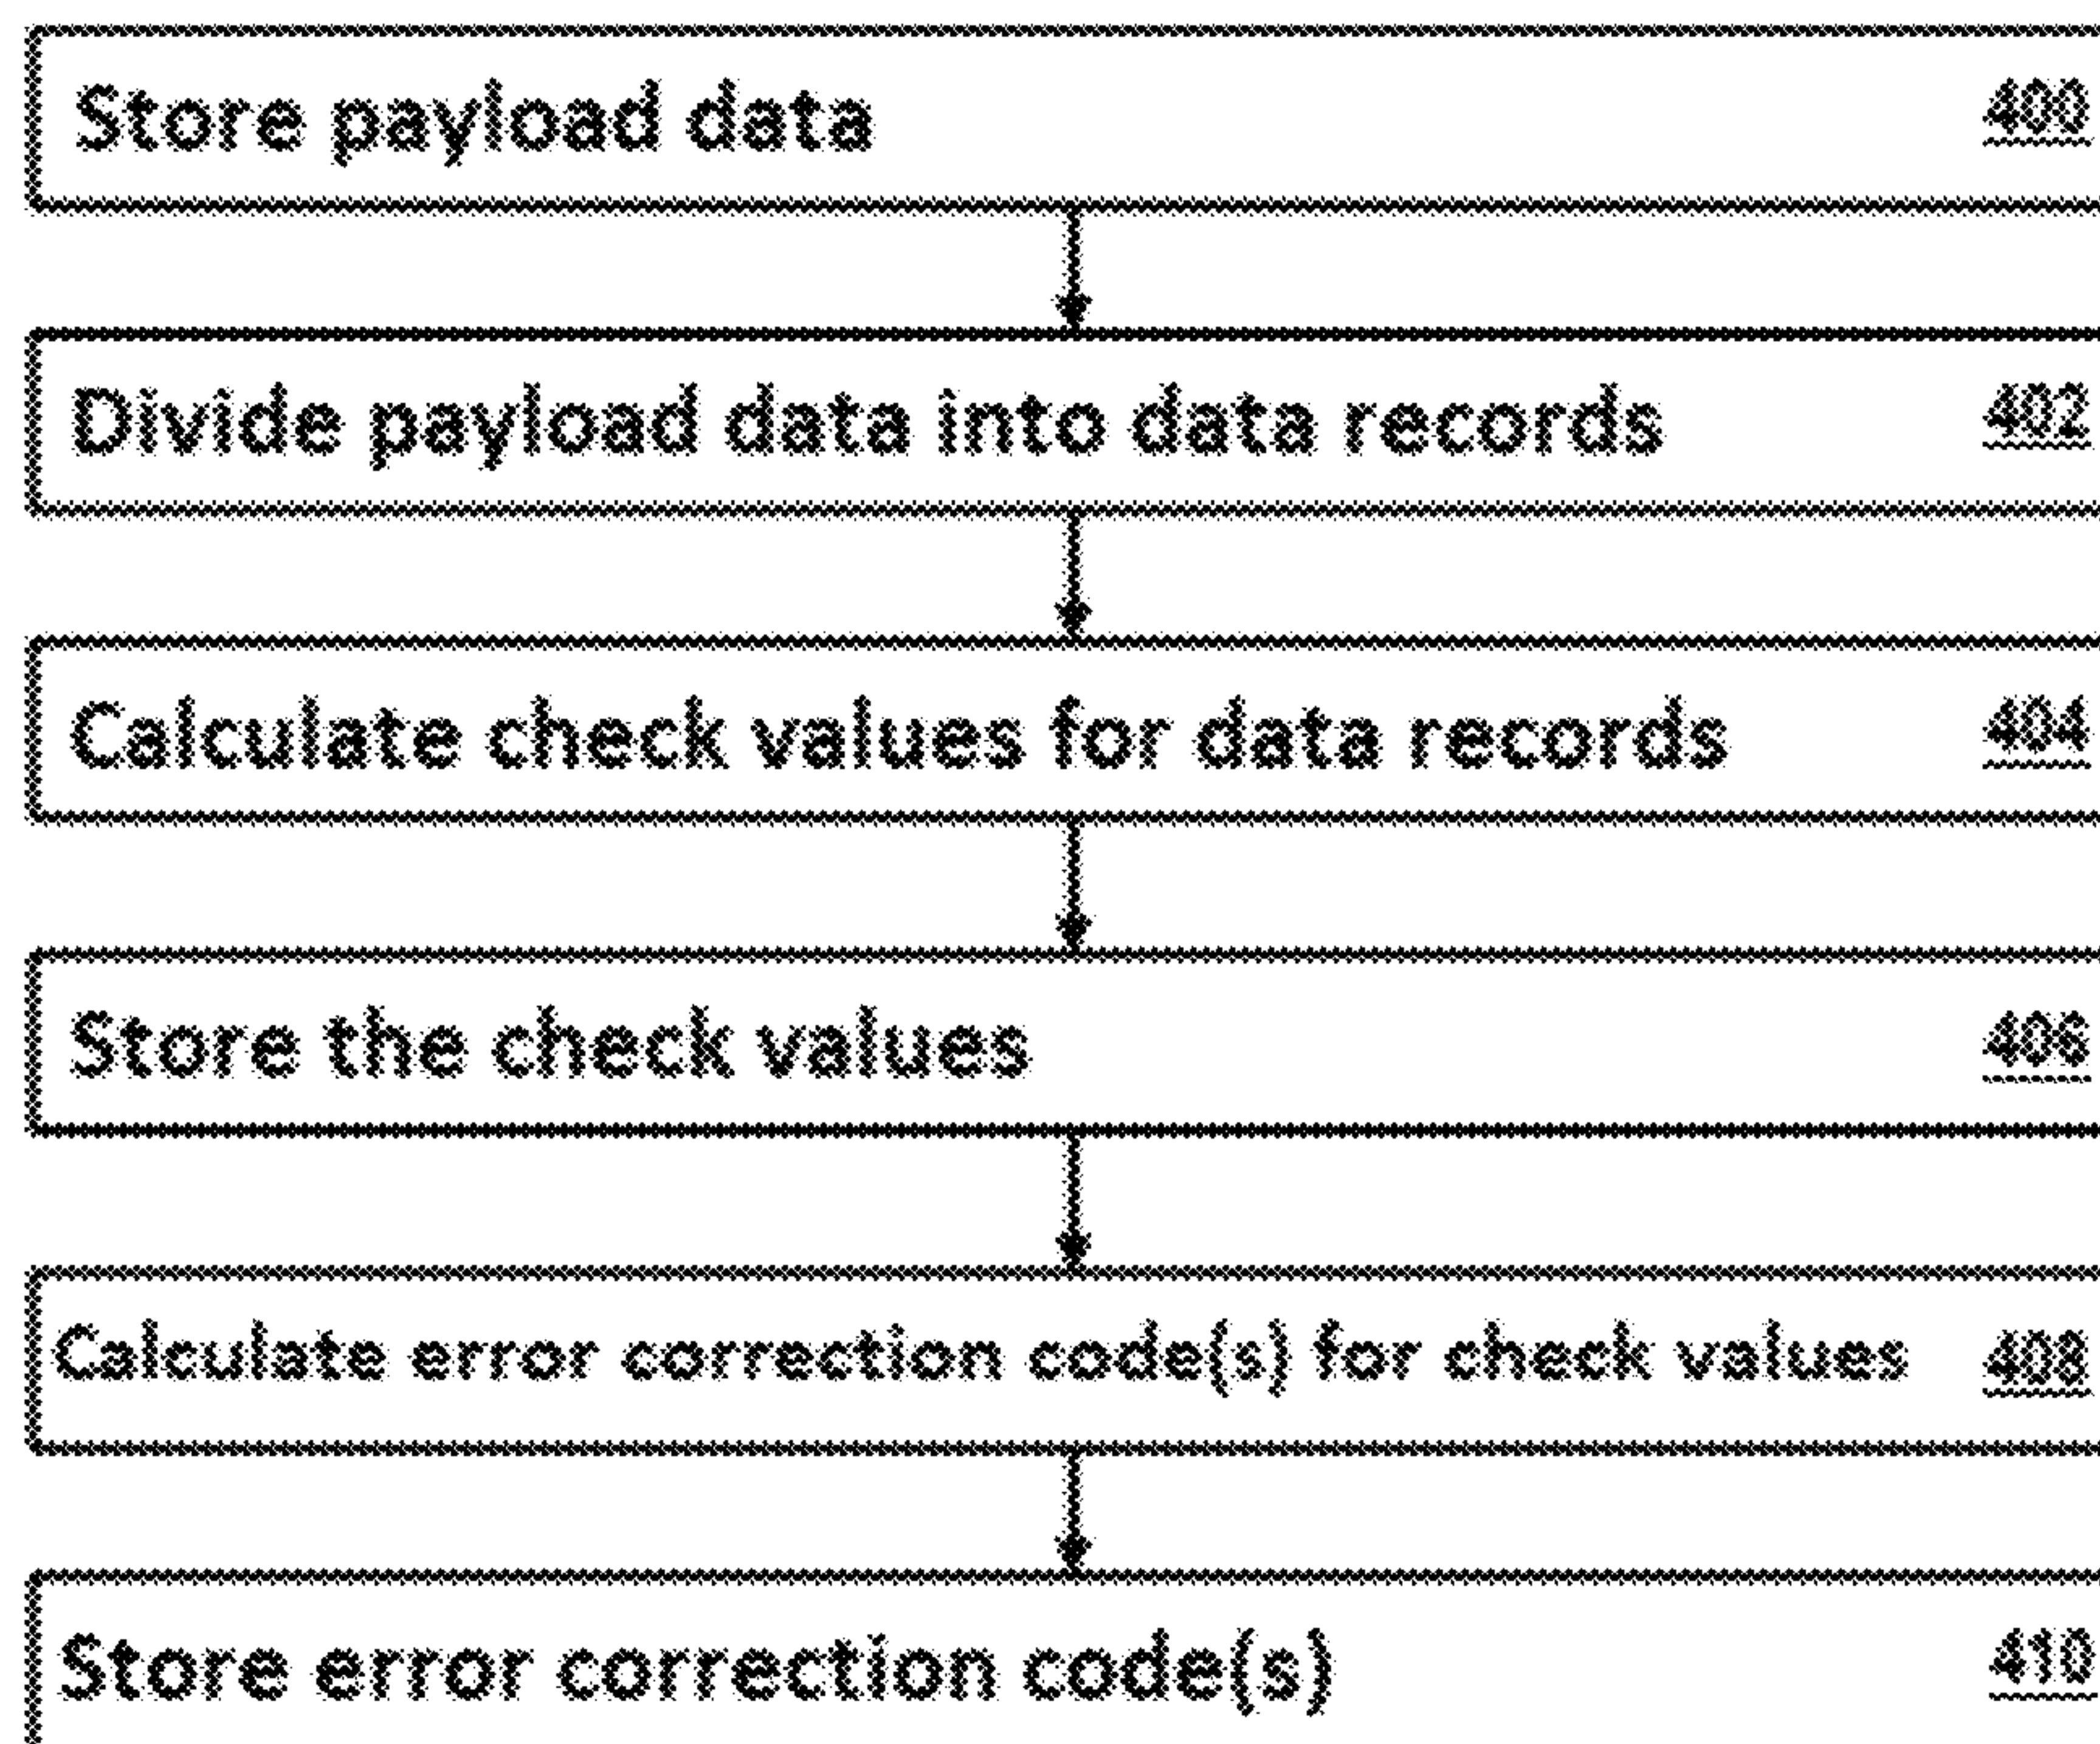 Store payload data 400
Divide payload data into data records 402
Calculate check values for data records 404
Store the check values 406
Calculate error correction code(s) for check values 408
Store error correction code(s) 410